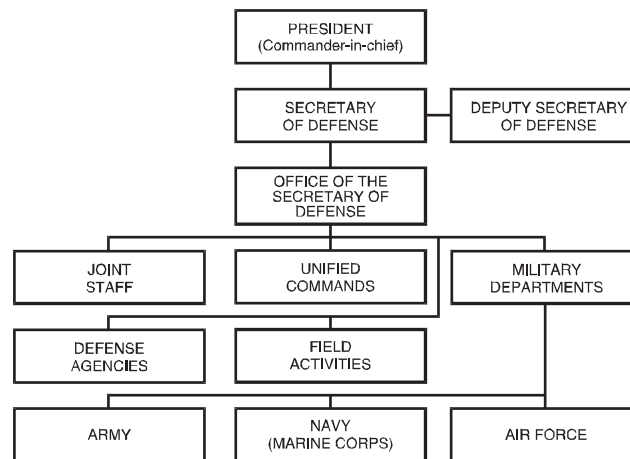 PRESIDENT
(Commander-in-chief)
SECRETARY
OF DEFENSE
DEPUTY SECRETARY
OF DEFENSE
OFFICE OF THE
SECRETARY OF
DEFENSE
JOINT
STAFF
UNIFIED
COMMANDS
MILITARY
DEPARTMENTS
DEFENSE
AGENCIES
FIELD
ACTIVITIES
ARMY
NAVY
(MARINE CORPS)
AIR FORCE